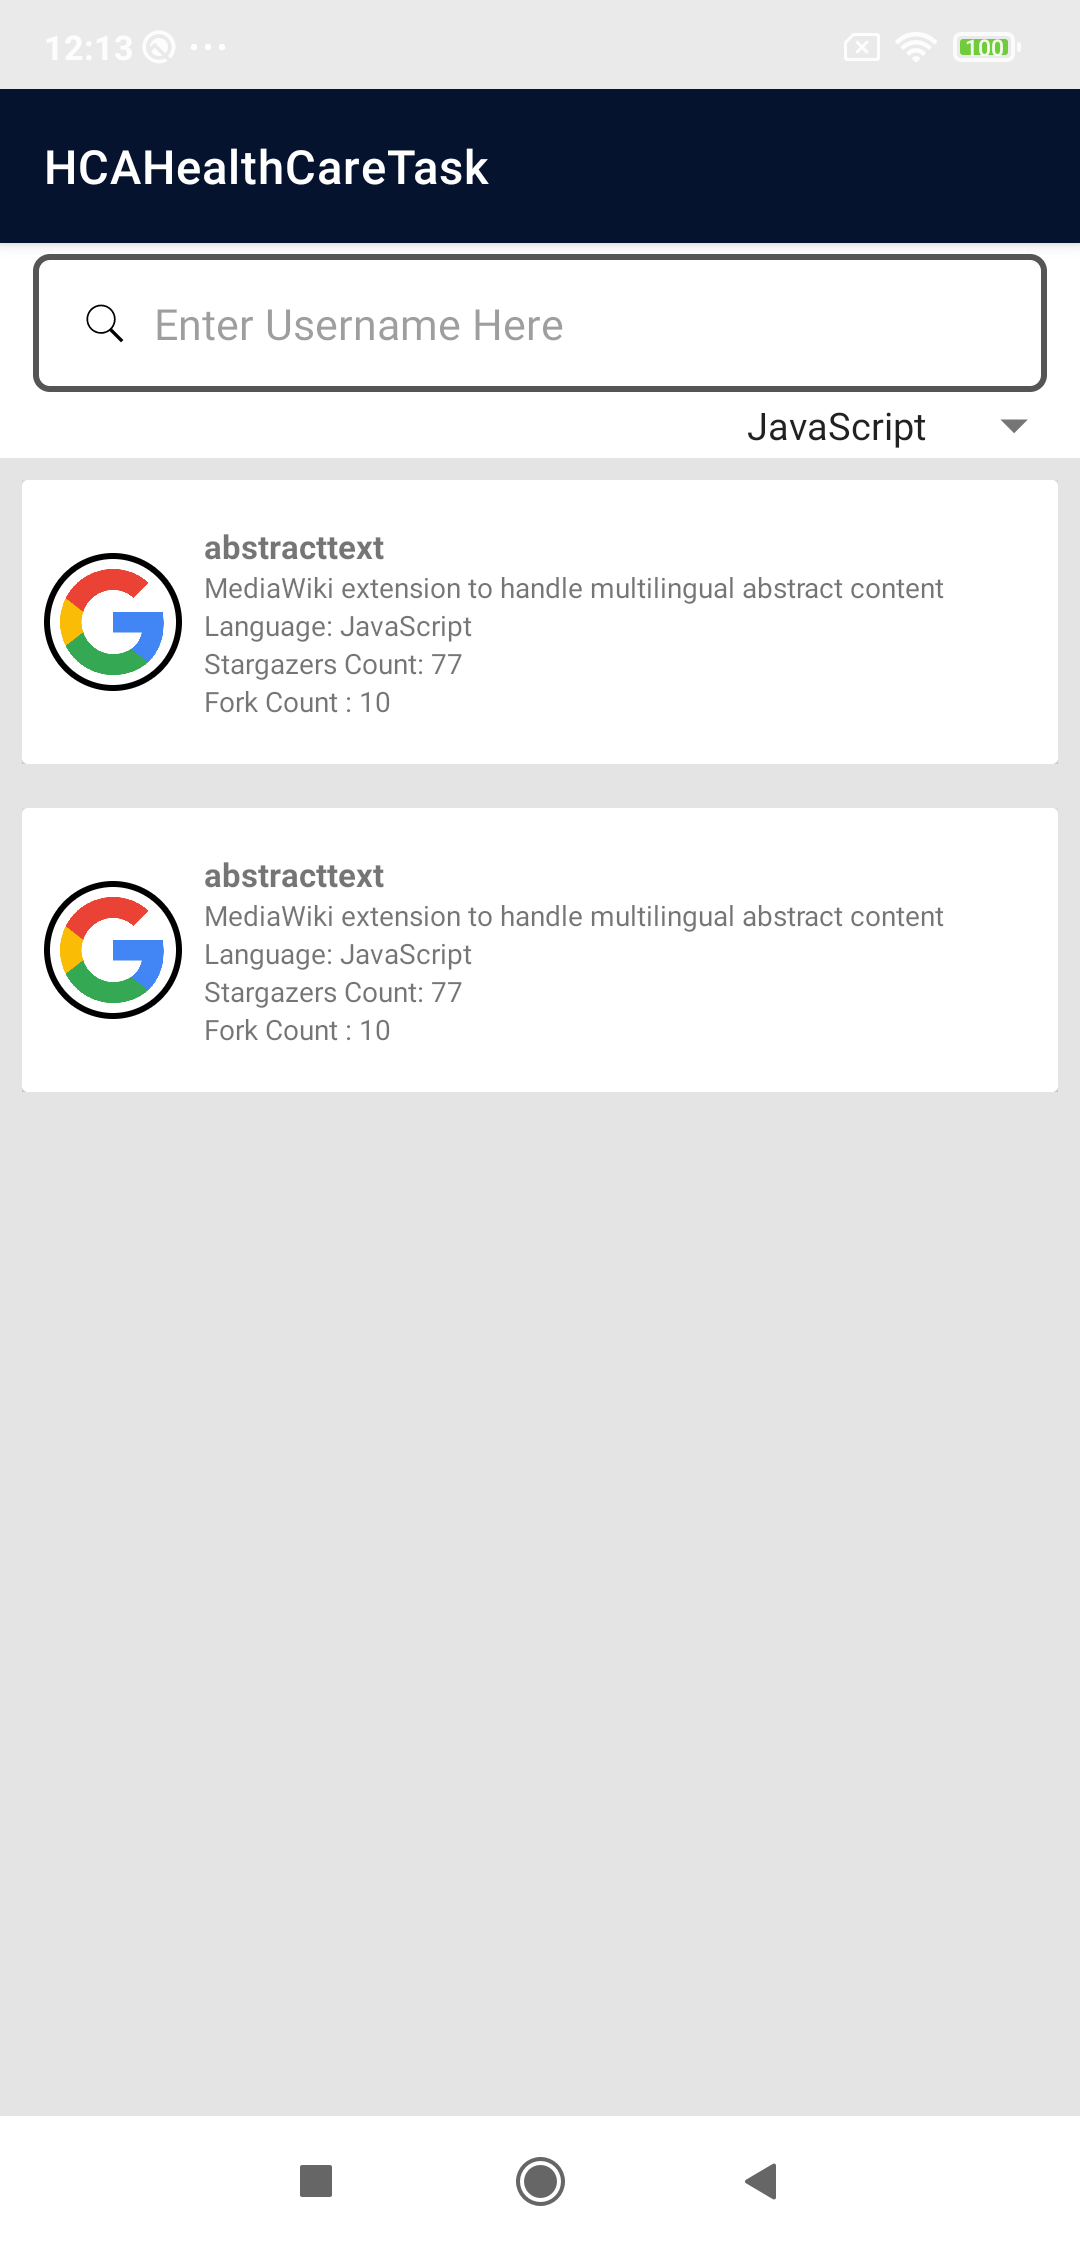 12:13
100
HCAHealthCareTask
Enter Username Here
JavaScript
abstracttext
MediaWiki extension to handle multilingual abstract content
Language: JavaScript
Stargazers Count: 77
Fork Count : 10
abstracttext
MediaWiki extension to handle multilingual abstract content
Language: JavaScript
Stargazers Count: 77
Fork Count : 10